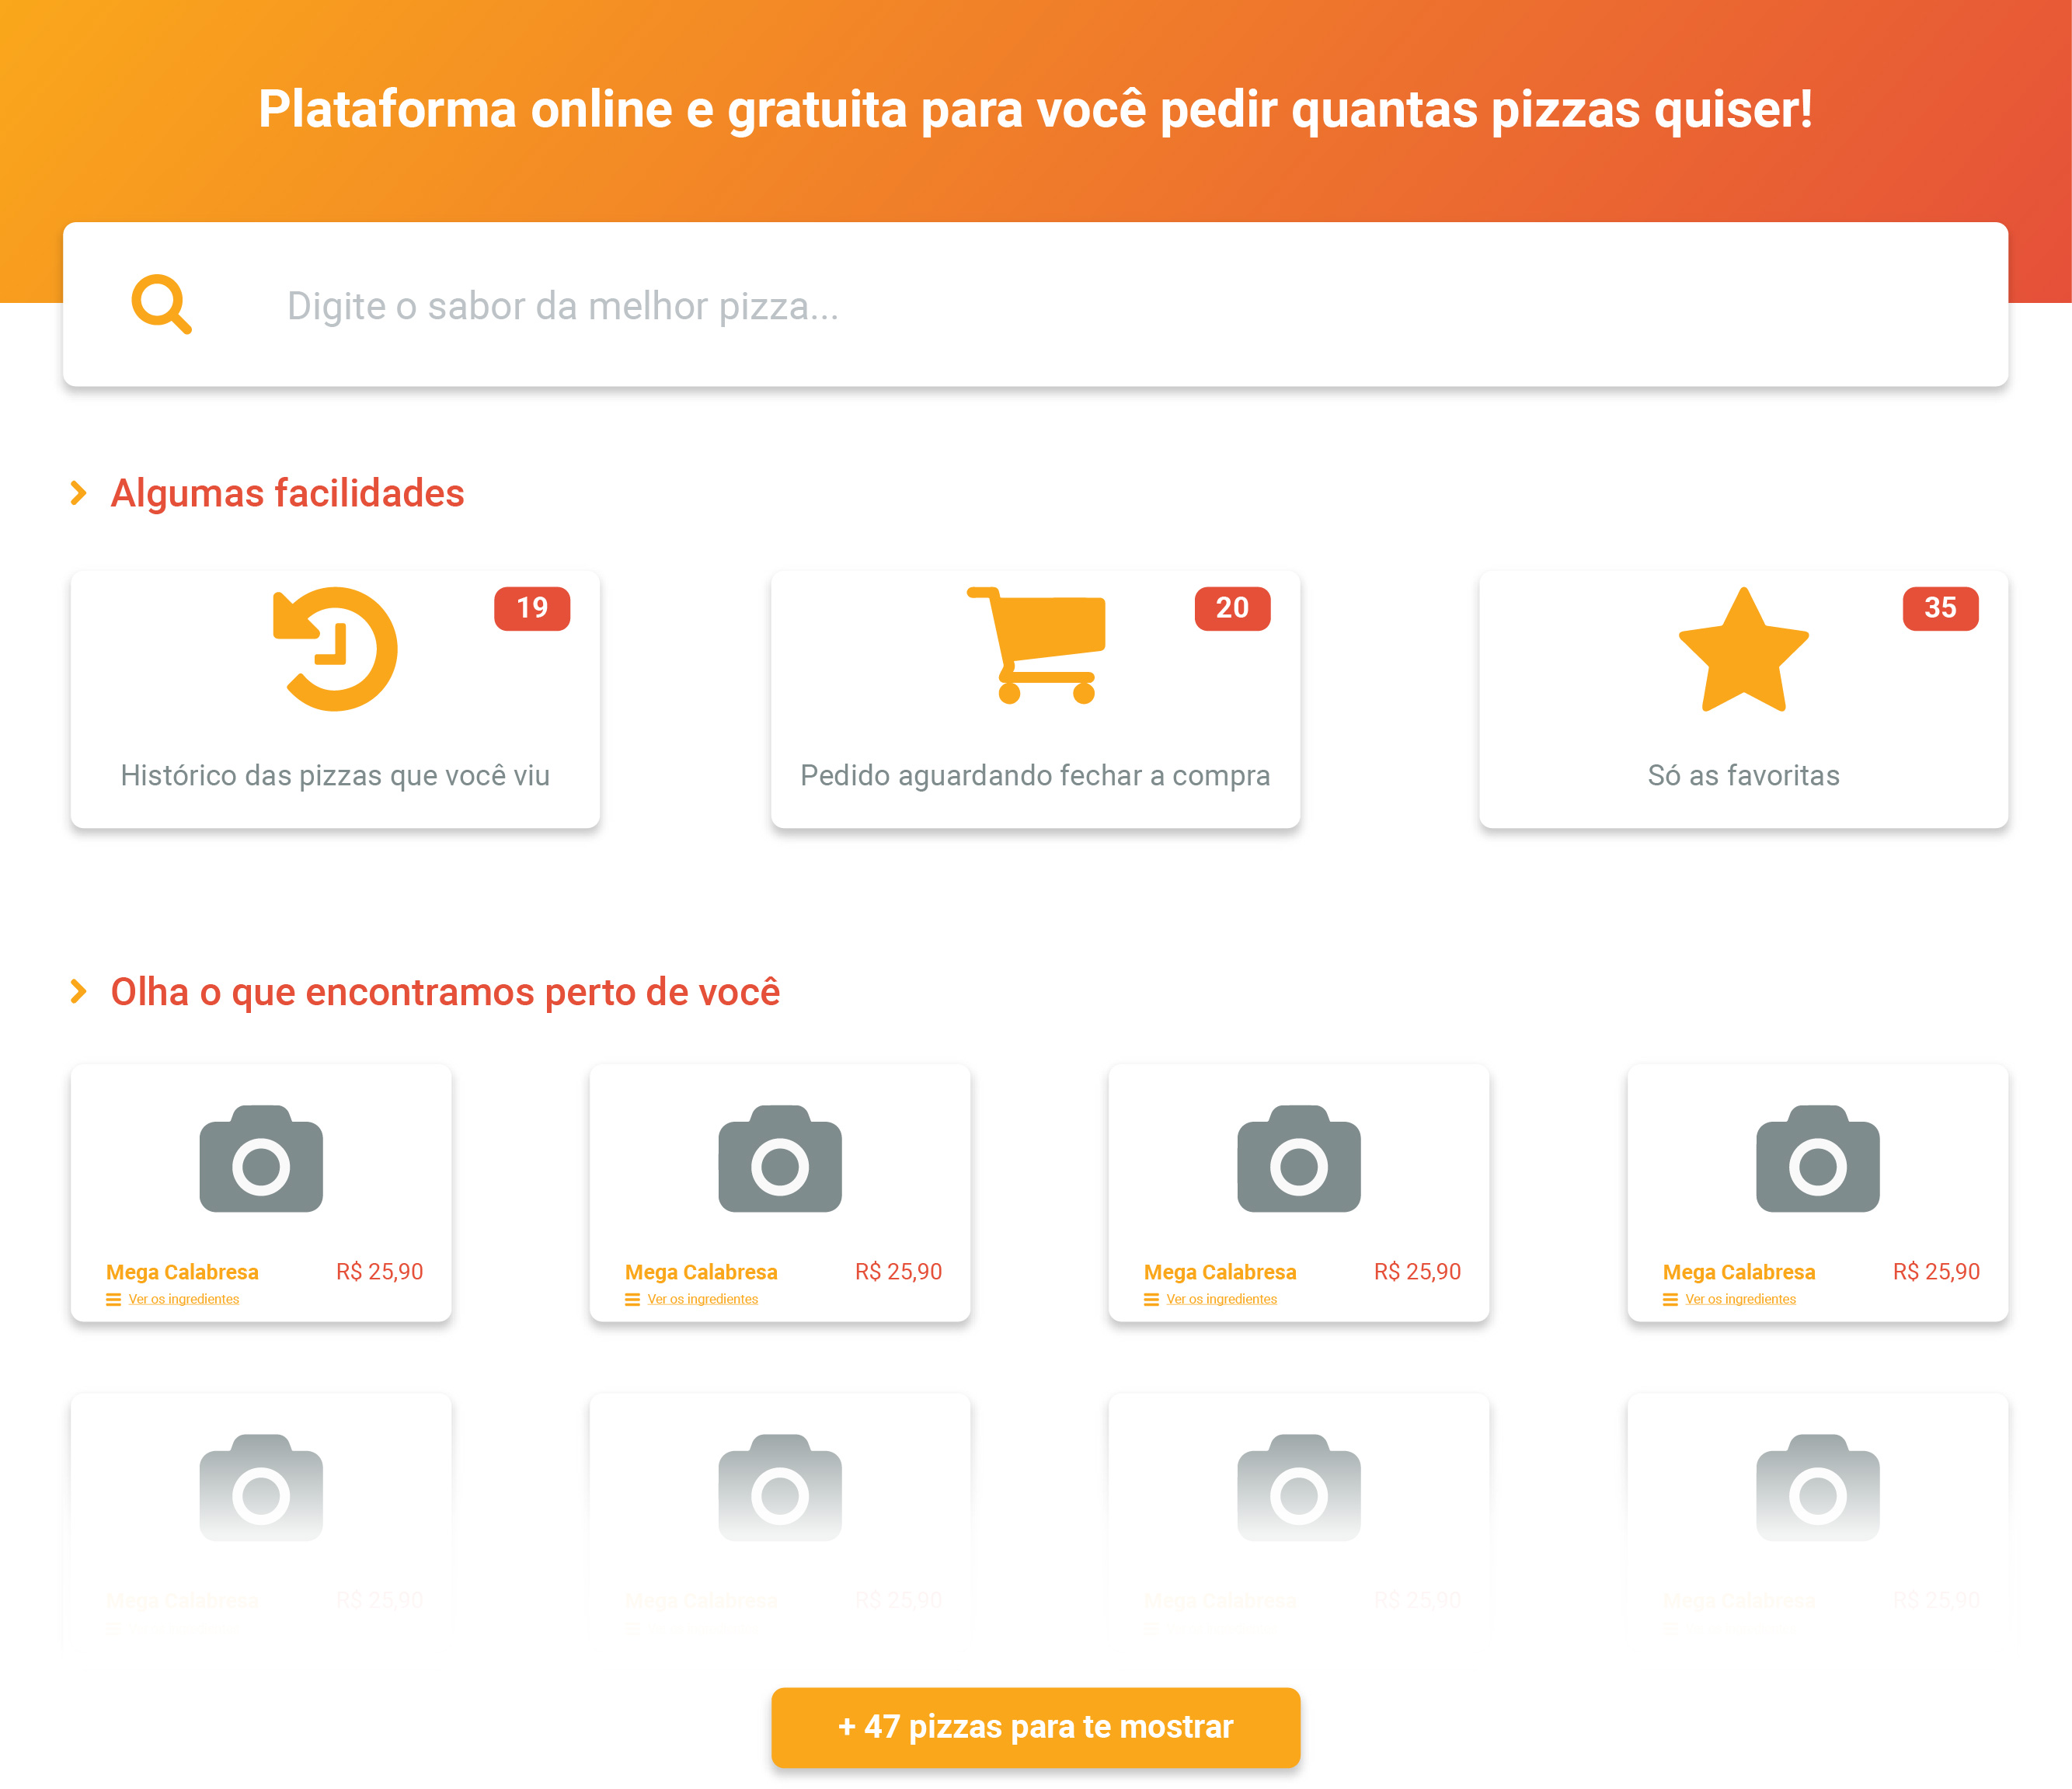 Plataforma online e gratuita para você pedir quantas pizzas quiser!
Digite o sabor da melhor pizza...
Algumas facilidades
19
Histórico das pizzas que você viu
20
Pedido aguardando fechar a compra
35
Só as favoritas
Olha o que encontramos perto de você
Mega Calabresa R$ 25,90
Ver os ingredientes
Mega Calabresa R$ 25,90
Ver os ingredientes
Mega Calabresa R$ 25,90
Ver os ingredientes
Mega Calabresa R$ 25,90
Ver os ingredientes
Mega Calabresa R$ 25,90
Mega Calabresa R$ 25,90
Mega Calabresa R$ 25,90
Mega Calabresa R$ 25,90
+ 47 pizzas para te mostrar